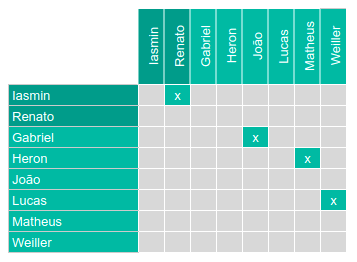 Iasmin Renato Gabriel Heron João Lucas Matheus Weiller
Iasmin x
Renato
Gabriel x
Heron x
João
Lucas x
Matheus
Weiller